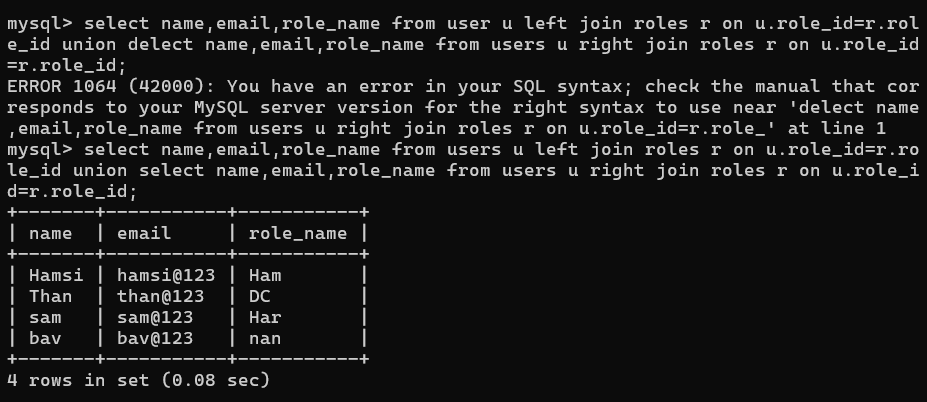 mysql> select name,email,role_name from user u left join roles r on u.role_id=r.rol
e_id union delect name,email,role_name from users u right join roles r on u.role_id
=r.role_id;
ERROR 1064 (42000): You have an error in your SQL syntax; check the manual that cor
responds to your MySQL server version for the right syntax to use near 'delect name
,email,role_name from users u right join roles r on u.role_id=r.role_' at line 1
mysql> select name,email,role_name from users u left join roles r on u.role_id=r.ro
le_id union select name,email,role_name from users u right join roles r on u.role_i
d=r.role_id;
+-------+-----------+-----------+
| name  | email     | role_name |
+-------+-----------+-----------+
| Hamsi | hamsi@123 | Ham       |
| Than  | than@123  | DC        |
| sam   | sam@123   | Har       |
| bav   | bav@123   | nan       |
+-------+-----------+-----------+
4 rows in set (0.08 sec)